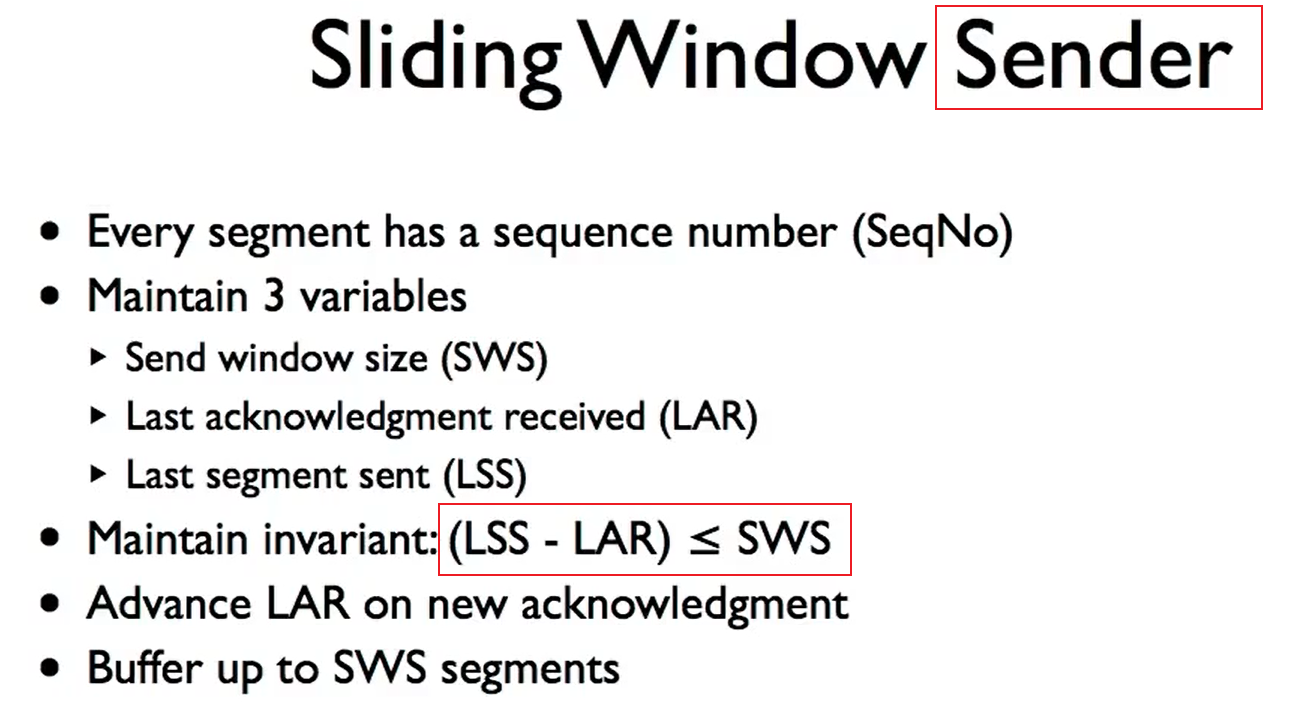 Sliding Window Sender
• Every segment has a sequence number (SeqNo)
• Maintain 3 variables
▸ Send window size (SWS)
▸ Last acknowledgment received (LAR)
▸ Last segment sent (LSS)
• Maintain invariant: (LSS - LAR) ≤ SWS
• Advance LAR on new acknowledgment
• Buffer up to SWS segments